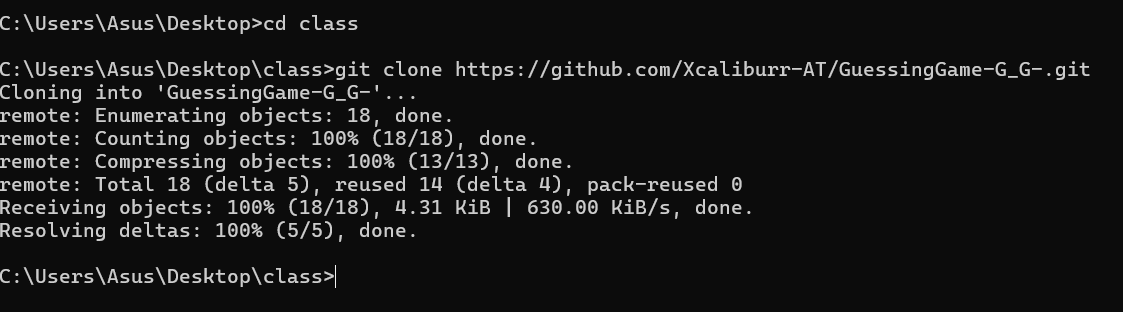 C:\Users\Asus\Desktop>cd class
C:\Users\Asus\Desktop\class>git clone https://github.com/Xcaliburr-AT/GuessingGame-G_G-.git
Cloning into 'GuessingGame-G_G-'...
remote: Enumerating objects: 18, done.
remote: Counting objects: 100% (18/18), done.
remote: Compressing objects: 100% (13/13), done.
remote: Total 18 (delta 5), reused 14 (delta 4), pack-reused 0
Receiving objects: 100% (18/18), 4.31 KiB | 630.00 KiB/s, done.
Resolving deltas: 100% (5/5), done.
C:\Users\Asus\Desktop\class>